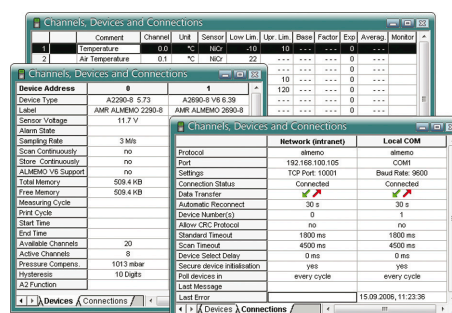 Channels, Devices and Connections
Comment Channel Unit Sensor Low Lim. Upr. Lim. Base Factor Exp Averag. Monitor
1 Temperature 0.0 °C NiCr -10 10 --- --- 0 ---
2 Air Temperature 0.1 °C NiCr 22 --- --- 0 ---
10 --- --- 0 ---
120 --- --- 0 ---
Channels, Devices and Connections
Device Address 0 1
Device Type A2290-8 5.73 A2690-8 V6 6.39
Label AMR ALMEMO 2290-8 AMR ALMEMO 2690-8
Sensor Voltage 11.7 V
Alarm State
Sampling Rate 3 M/s
Scan Continuously no
Store Continuously no
ALMEMO V6 Support no
Total Memory 509.4 KB
Free Memory 509.4 KB
Measuring Cycle
Print Cycle
Start Time
End Time
Available Channels 20
Active Channels 8
Pressure Compens. 1013 mbar
Hysteresis 10 Digits
A2 Function
Devices Connections
Channels, Devices and Connections
Network (intranet) Local COM
Protocol almemo almemo
Port 192.168.100.105 COM1
Settings TCP Port: 10001 Baud Rate: 9600
Connection Status Connected Connected
Data Transfer
Automatic Reconnect 30 s 30 s
Device Number(s) 0 1
Allow CRC Protocol no no
Standard Timeout 1800 ms 1800 ms
Scan Timeout 4500 ms 4500 ms
Device Select Delay 0 ms 0 ms
Secure device initialisation yes yes
Poll devices in every cycle every cycle
Last Message
Last Error 15.09.2006, 11:23:36
Devices Connections